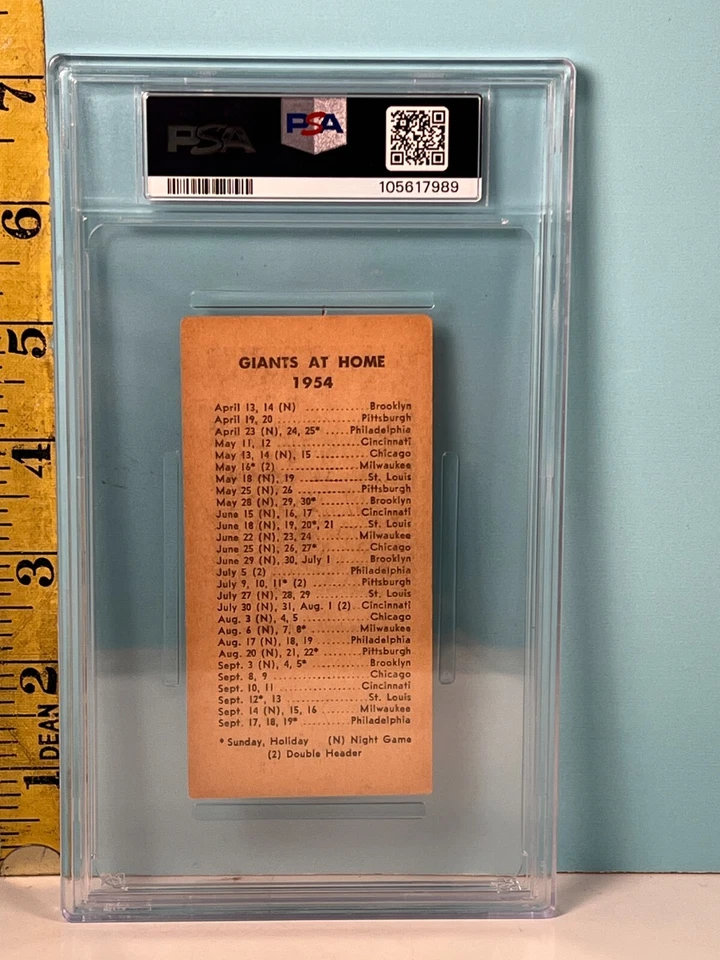 PSA
PSA
105617989
7
6
5
4
3
2
1
DEAN
GIANTS AT HOME
1954
April 13, 14 (N) .............. Brooklyn
April 19, 20 .................... Pittsburgh
April 23 (N), 24, 25* ...... Philadelphia
May 11, 12 .................... Cincinnati
May 13, 14 (N), 15 ............ Chicago
May 16* (2) .................. Milwaukee
May 18 (N), 19 ................ St. Louis
May 25 (N), 26 ................ Pittsburgh
May 28 (N), 29, 30* .......... Brooklyn
June 15 (N), 16, 17 .......... Cincinnati
June 18 (N), 19, 20*, 21 ..... St. Louis
June 22 (N), 23, 24 .......... Milwaukee
June 25 (N), 26, 27* .......... Chicago
June 29 (N), 30, July 1 ...... Brooklyn
July 5 (2) .................. Philadelphia
July 9, 10, 11* (2) .......... Pittsburgh
July 27 (N), 28, 29 ............ St. Louis
July 30 (N), 31, Aug. 1 (2).. Cincinnati
Aug. 3 (N), 4, 5 ................ Chicago
Aug. 6 (N), 7, 8* ............ Milwaukee
Aug. 17 (N), 18, 19 ....... Philadelphia
Aug. 20 (N), 21, 22* ........ Pittsburgh
Sept. 3 (N), 4, 5* ............ Brooklyn
Sept. 8, 9 ...................... Chicago
Sept. 10, 11 .................. Cincinnati
Sept. 12*, 13 .................. St. Louis
Sept. 14 (N), 15, 16 ........ Milwaukee
Sept. 17, 18, 19* .......... Philadelphia
* Sunday, Holiday (N) Night Game
(2) Double Header